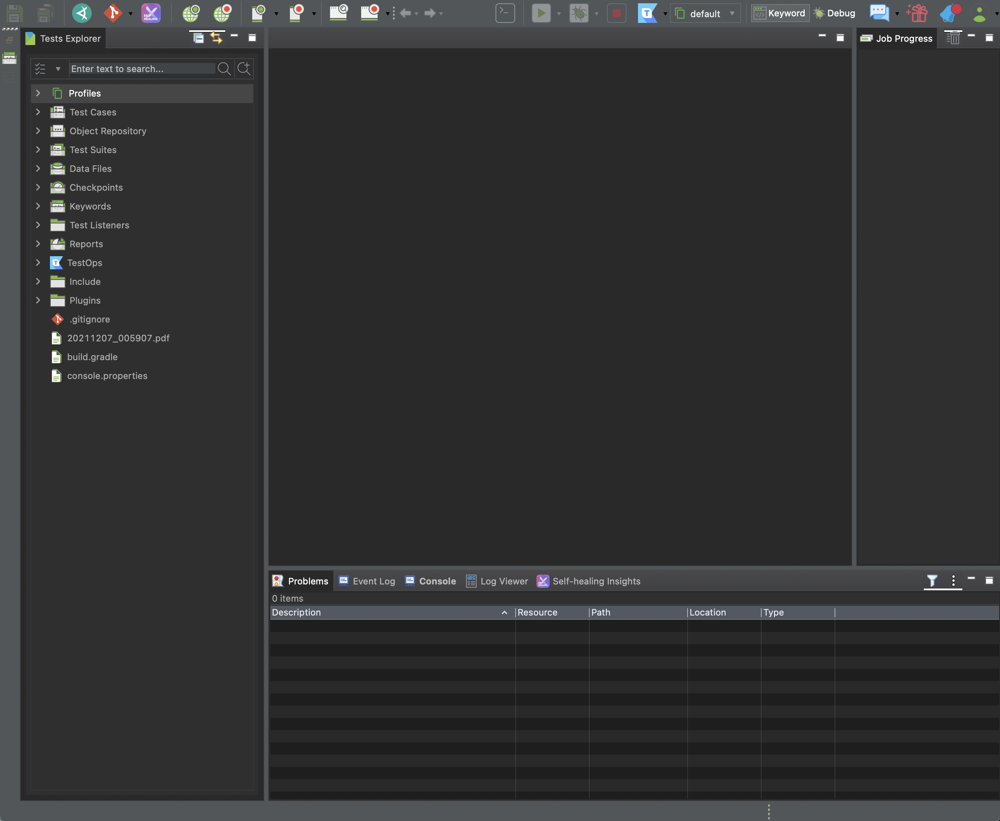 SELF-HEALING
default
Keyword
Debug
Tests Explorer
Job Progress
Enter text to search...
Profiles
Test Cases
Object Repository
Test Suites
Data Files
Checkpoints
Keywords
Test Listeners
Reports
TestOps
Include
Plugins
.gitignore
20211207_005907.pdf
build.gradle
console.properties
Problems
Event Log
Console
Log Viewer
Self-healing Insights
0 items
Description
Resource
Path
Location
Type